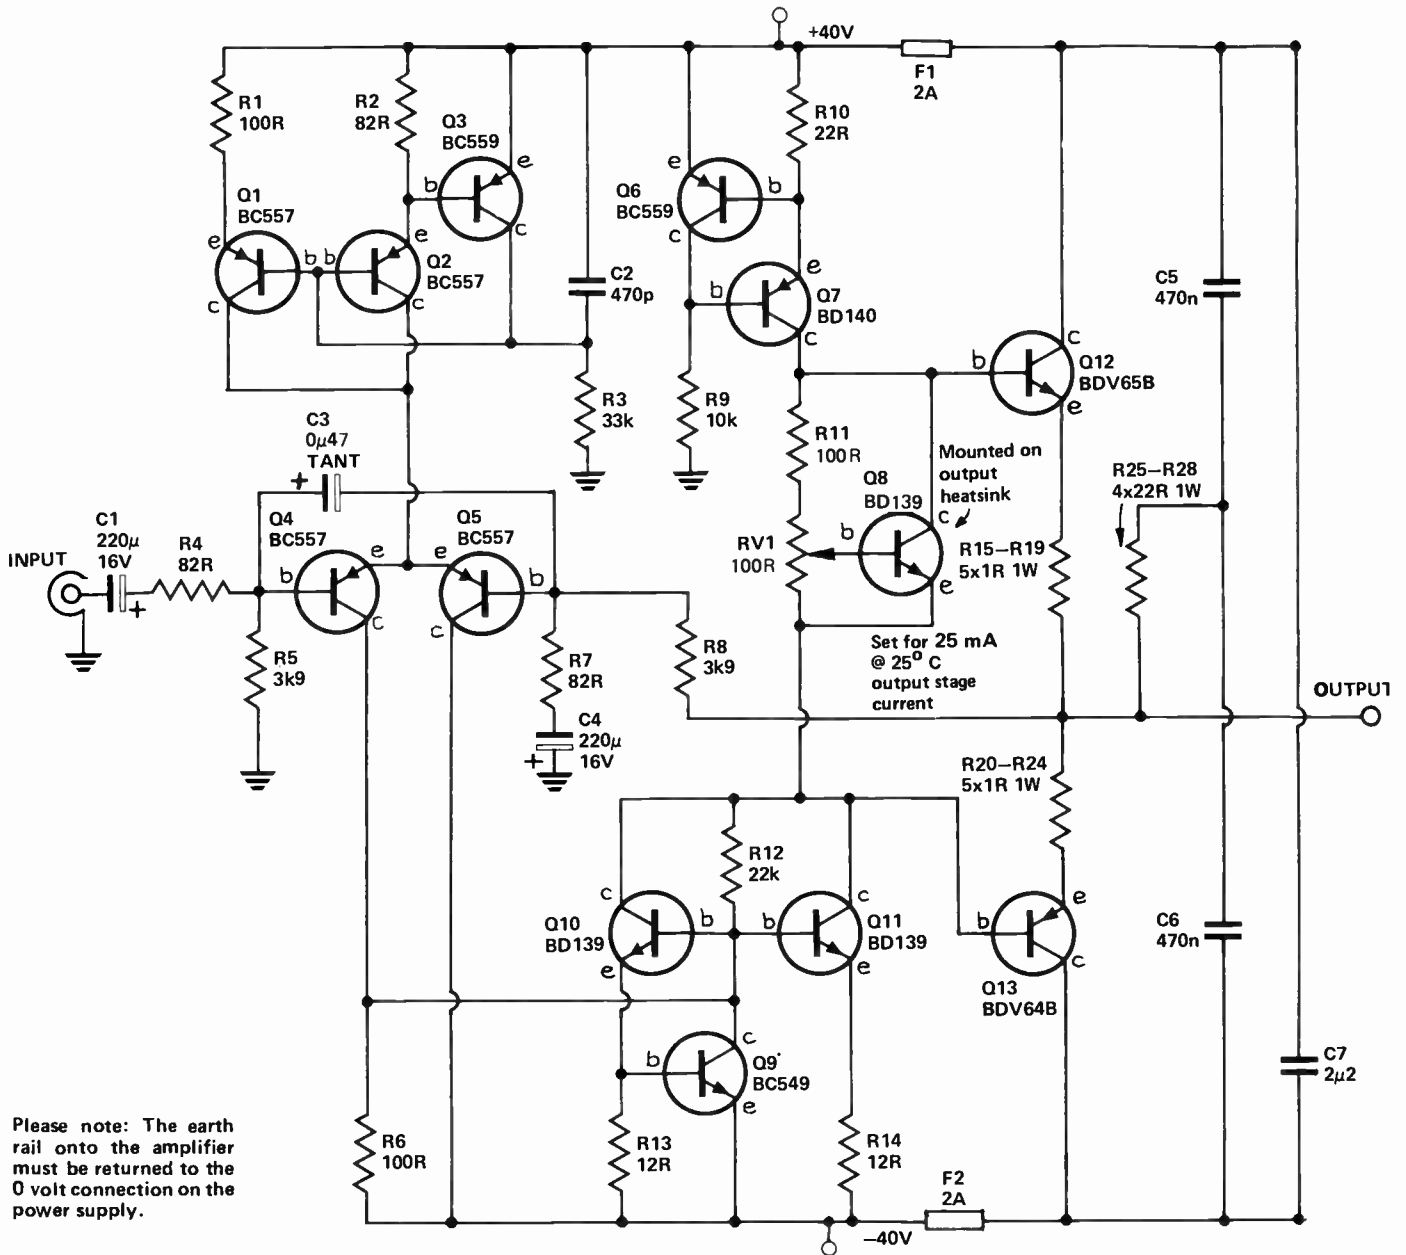 +40V
F1
2A
R1
100R
R2
82R
Q3
BC559
e
b
c
R10
22R
Q6
BC559
e
b
c
Q1
BC557
e
b
c
b
e
Q2
BC557
c
C2
470p
b
e
Q7
BD140
c
C5
470n
b
c
Q12
BDV65B
e
R3
33k
R9
10k
R11
100R
C3
0μ47
TANT
+
Mounted on
output
heatsink
Q8
BD139
c
b
e
R25–R28
4x22R 1W
RV1
100R
R15–R19
5x1R 1W
INPUT
C1
220μ
16V
+
R4
82R
Q4
BC557
e
b
c
Q5
BC557
e
b
c
R5
3k9
R7
82R
R8
3k9
Set for 25 mA
@ 25° C
output stage
current
C4
220μ
16V
+
OUTPUT
R20–R24
5x1R 1W
R12
22k
c
Q10
BD139
b
e
b
c
Q11
BD139
e
b
e
c
Q13
BDV64B
C6
470n
b
c
Q9
BC549
e
C7
2μ2
Please note: The earth
rail onto the amplifier
must be returned to the
0 volt connection on the
power supply.
R6
100R
R13
12R
R14
12R
F2
2A
–40V